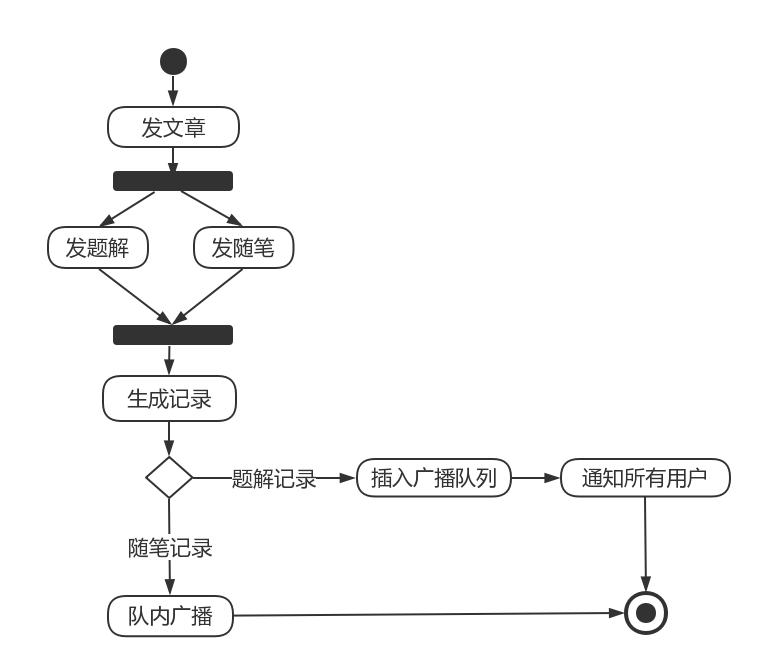 发文章
发题解
发随笔
生成记录
题解记录
插入广播队列
通知所有用户
随笔记录
队内广播